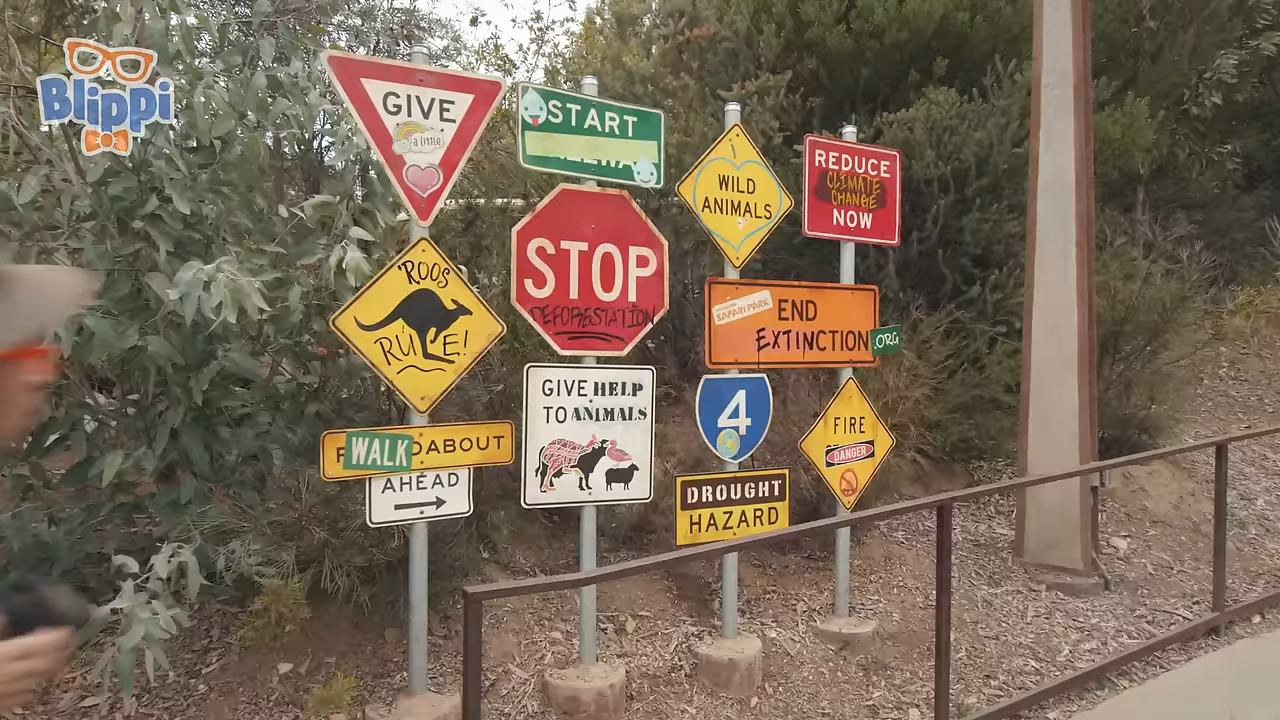 Blippi
GIVE
a little
'ROOS
RULE!
WALK DABOUT
AHEAD
START
STOP
DEFORESTATION
GIVE HELP
TO ANIMALS
WILD
ANIMALS
SAFARI PARK
END
EXTINCTION.ORG
4
DROUGHT
HAZARD
REDUCE
CLIMATE
CHANGE
NOW
FIRE
DANGER